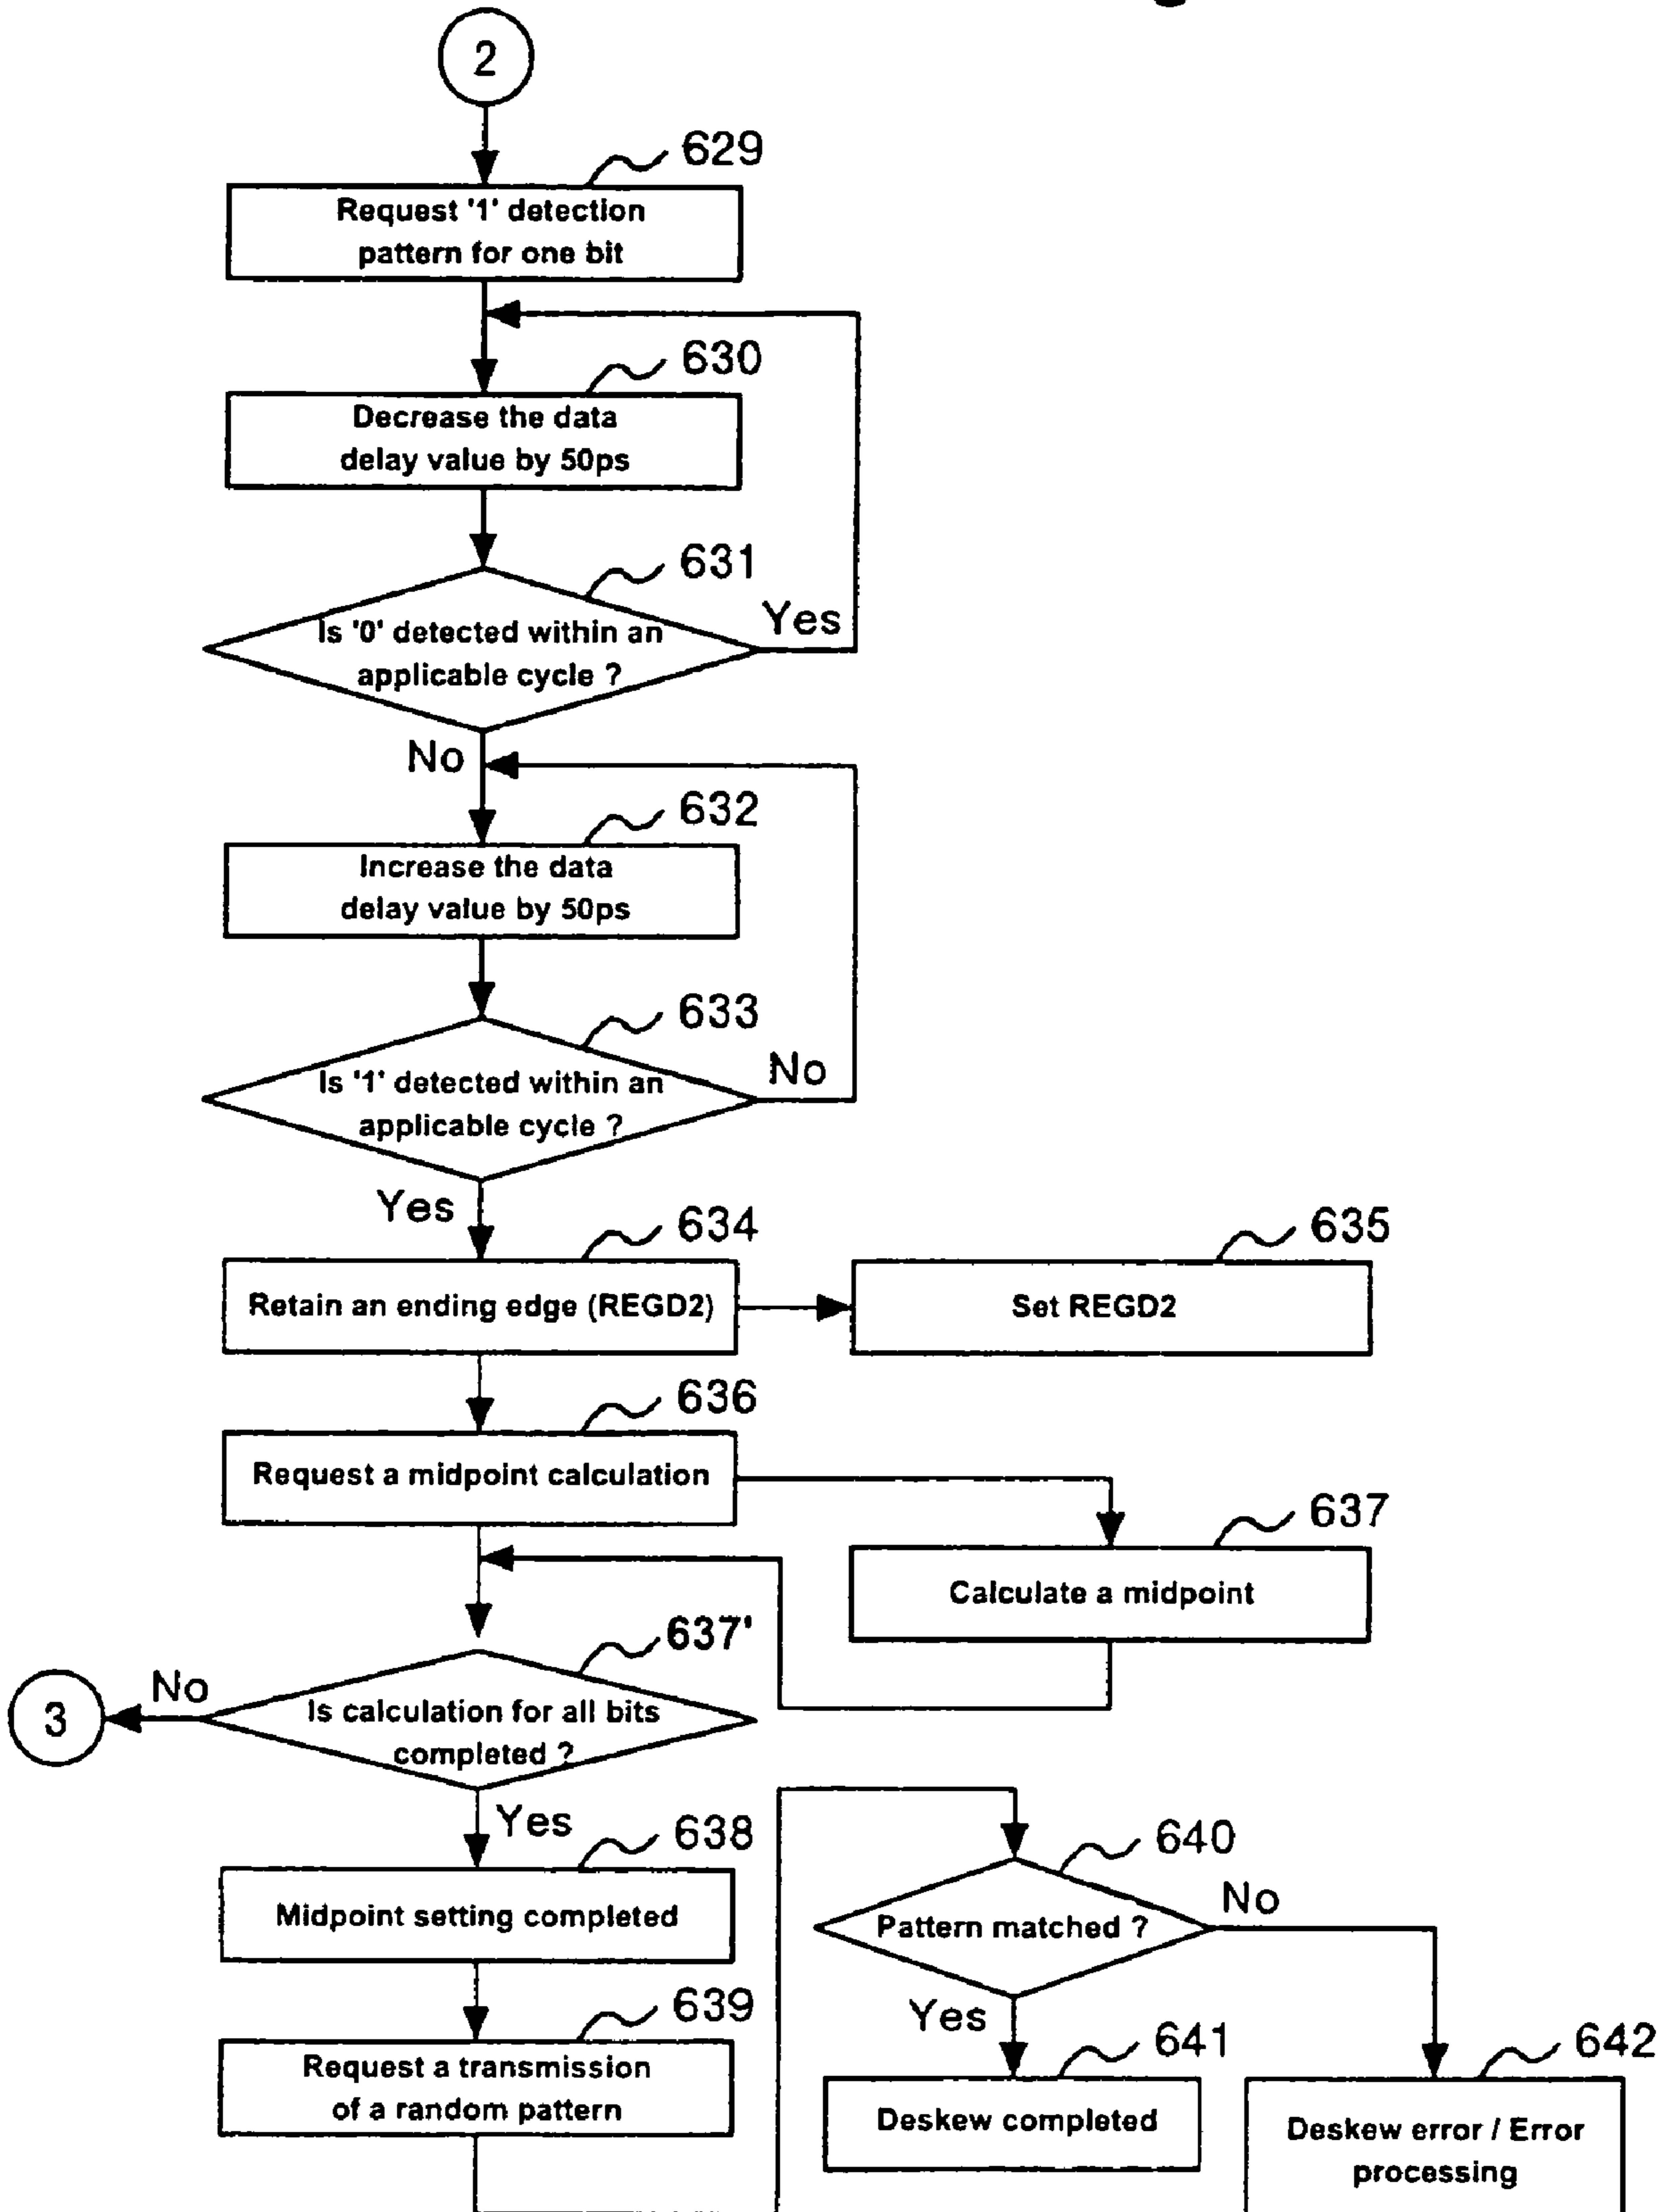 2
629
Request '1' detection
pattern for one bit
630
Decrease the data
delay value by 50ps
631
Is '0' detected within an
applicable cycle ?
Yes
No
632
Increase the data
delay value by 50ps
633
Is '1' detected within an
applicable cycle ?
No
Yes
634
Retain an ending edge (REGD2)
635
Set REGD2
636
Request a midpoint calculation
637
Calculate a midpoint
637'
Is calculation for all bits
completed ?
No
3
Yes
638
Midpoint setting completed
639
Request a transmission
of a random pattern
640
Pattern matched ?
No
Yes
641
Deskew completed
642
Deskew error / Error
processing